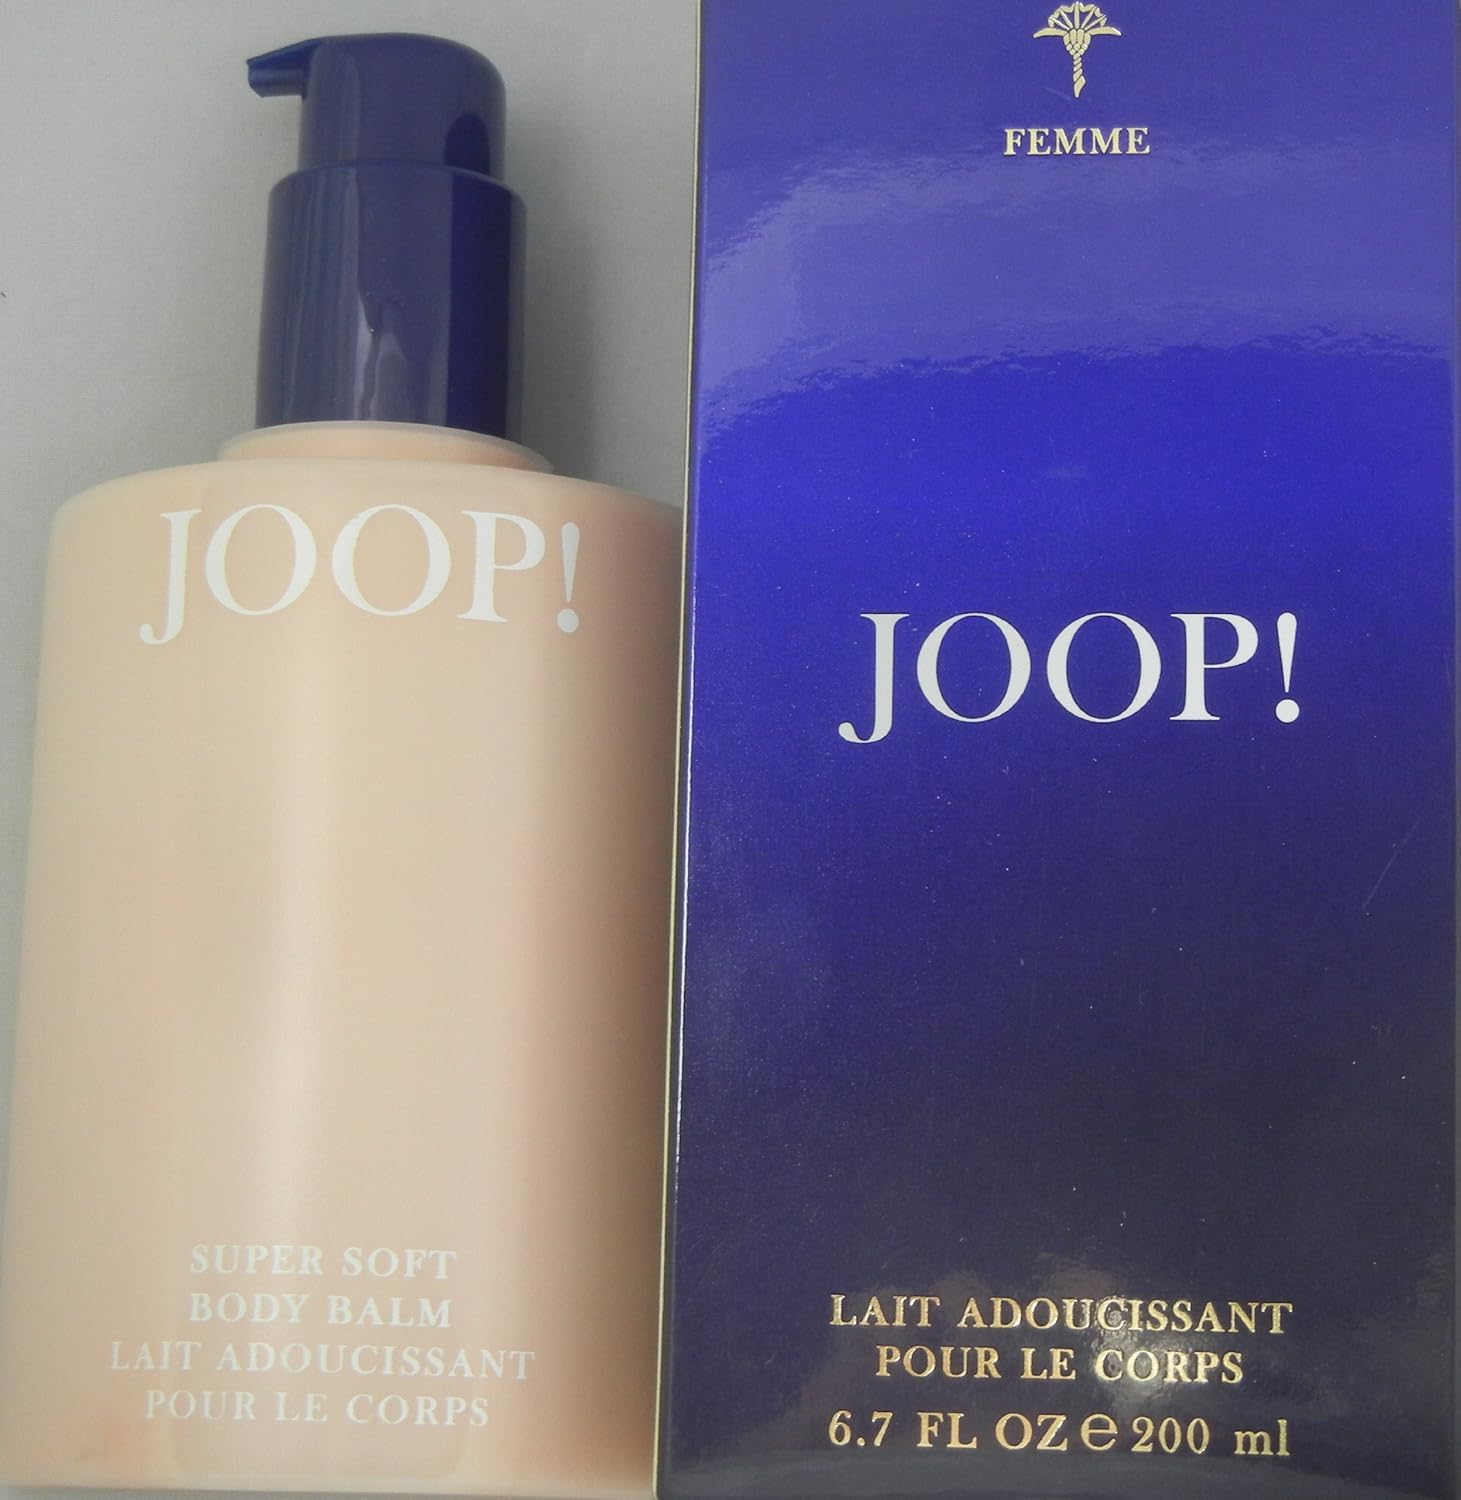 JOOP!
SUPER SOFT
BODY BALM
LAIT ADOUCISSANT
POUR LE CORPS
FEMME
JOOP!
LAIT ADOUCISSANT
POUR LE CORPS
6.7 FL OZ e 200 ml